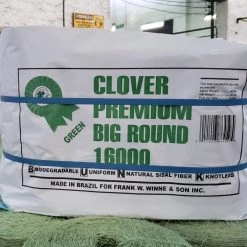 CLOVER
PREMIUM
GREEN
BIG ROUND
16000
BIODEGRADABLE UNIFORM NATURAL SISAL FIBER KNOTLESS
MADE IN BRAZIL FOR FRANK W. WINNE & SON INC.